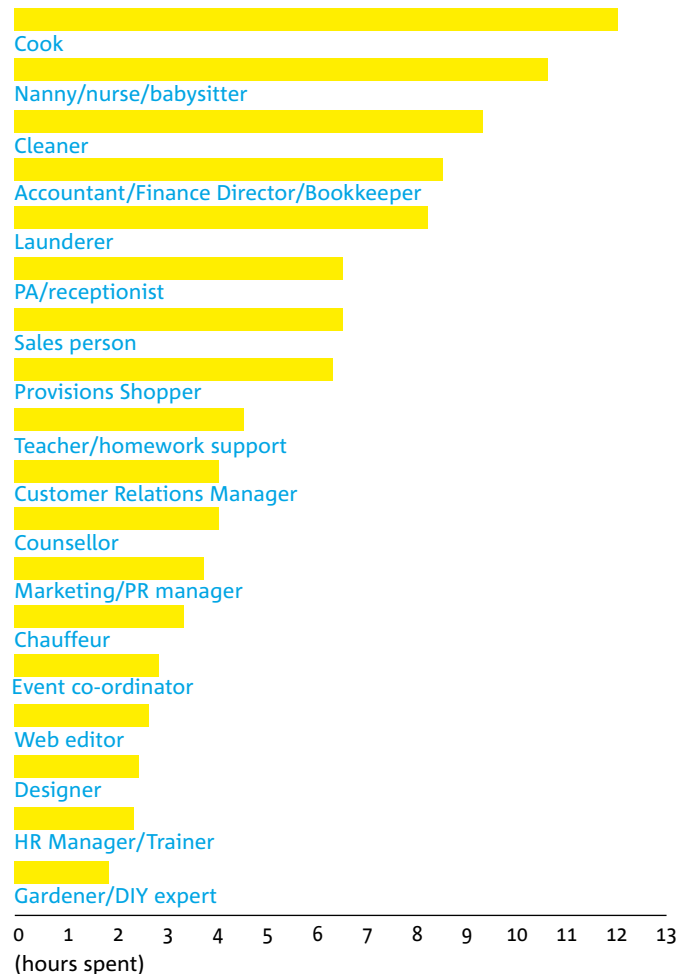 Cook
Nanny/nurse/babysitter
Cleaner
Accountant/Finance Director/Bookkeeper
Launderer
PA/receptionist
Sales person
Provisions Shopper
Teacher/homework support
Customer Relations Manager
Counsellor
Marketing/PR manager
Chauffeur
Event co-ordinator
Web editor
Designer
HR Manager/Trainer
Gardener/DIY expert
0 1 2 3 4 5 6 7 8 9 10 11 12 13
(hours spent)